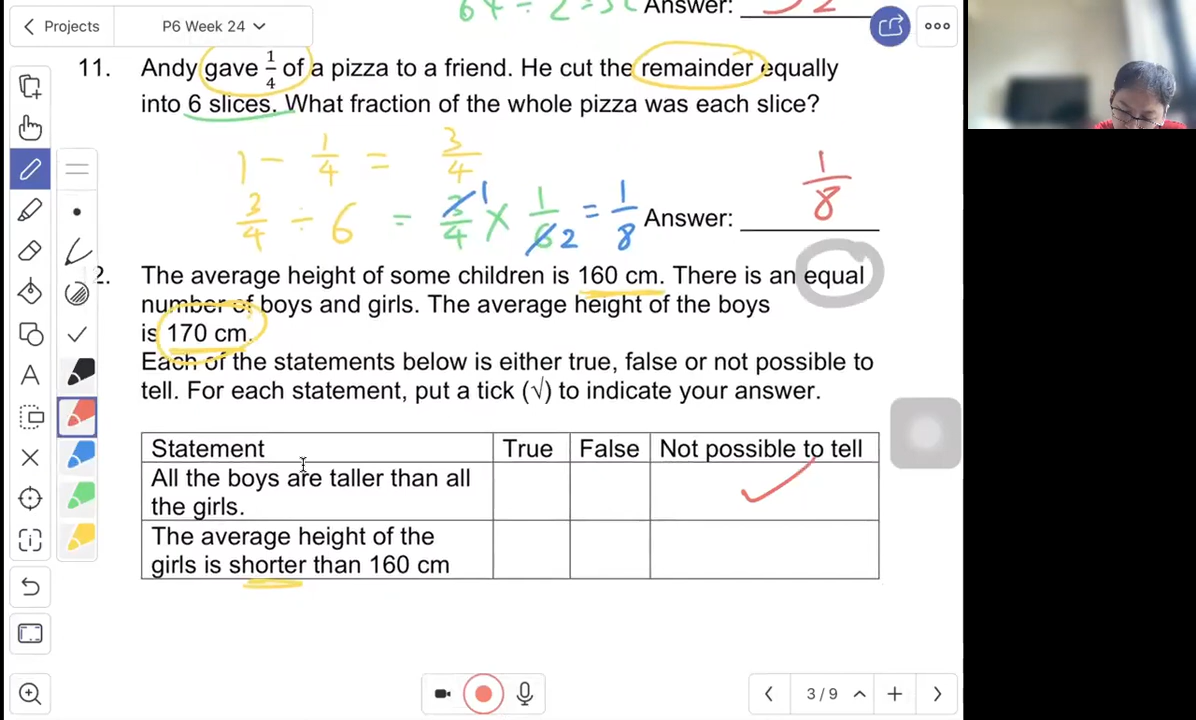 Projects
P6 Week 24
64 ÷ 2 = 32 Answer: 32
11. Andy gave 1/4 of a pizza to a friend. He cut the remainder equally
into 6 slices. What fraction of the whole pizza was each slice?
1 - 1/4 = 3/4
3/4 ÷ 6 = 3/4 × 1/6 2 = 1/8 Answer: 1/8
2. The average height of some children is 160 cm. There is an equal
number of boys and girls. The average height of the boys
is 170 cm.
Each of the statements below is either true, false or not possible to
tell. For each statement, put a tick (√) to indicate your answer.
Statement True False Not possible to tell
All the boys are taller than all
the girls. ✓
The average height of the
girls is shorter than 160 cm
3 / 9